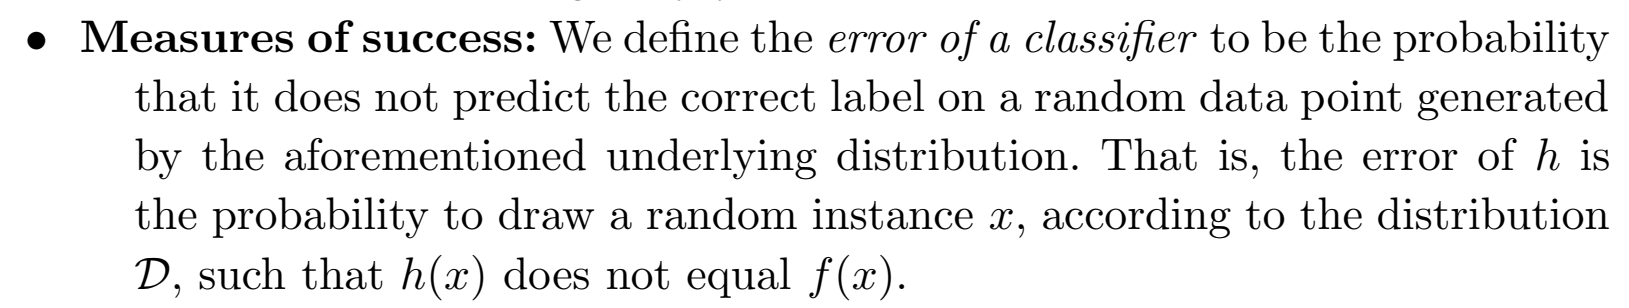 • Measures of success: We define the error of a classifier to be the probability
that it does not predict the correct label on a random data point generated
by the aforementioned underlying distribution. That is, the error of h is
the probability to draw a random instance x, according to the distribution
𝒟, such that h(x) does not equal f(x).